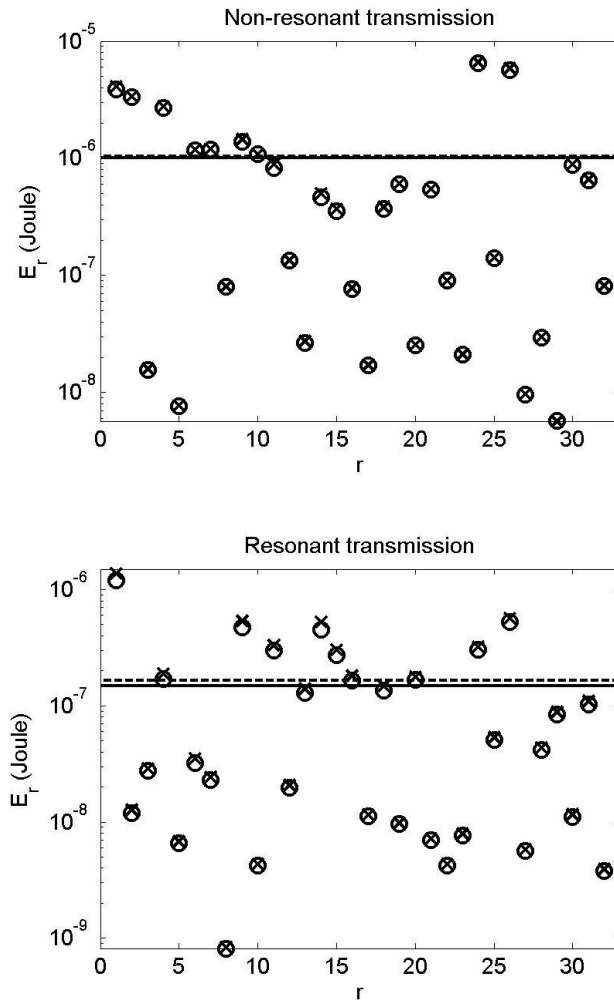 Non-resonant transmission
10^-5
10^-6
10^-7
10^-8
E_r (Joule)
0 5 10 15 20 25 30
r
Resonant transmission
10^-6
10^-7
10^-8
10^-9
E_r (Joule)
0 5 10 15 20 25 30
r